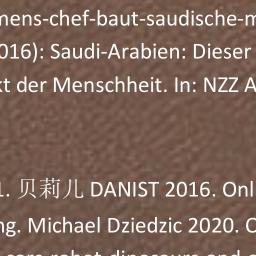 mens-chef-baut-saudische-m
016): Saudi-Arabien: Dieser
kt der Menschheit. In: NZZ A
1. 贝莉儿 DANIST 2016. Onl
ng. Michael Dziedzic 2020. O